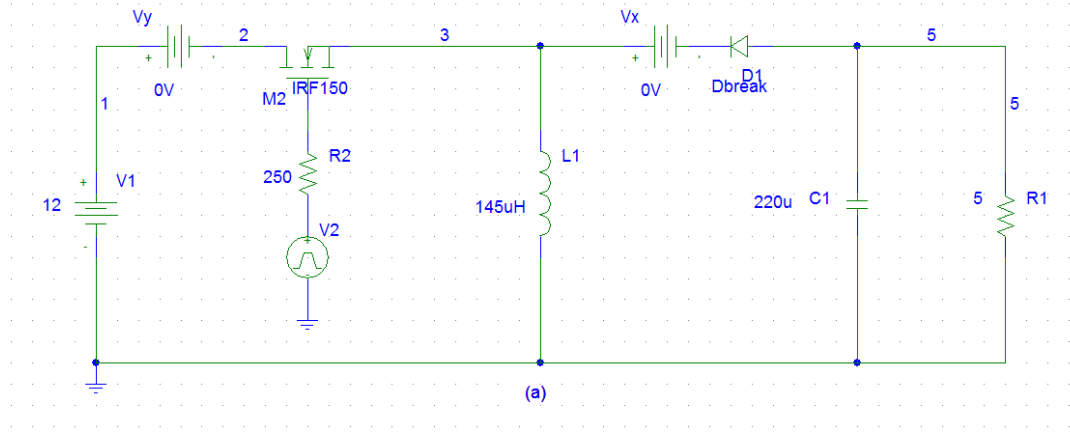 Vy
Vx
2
3
5
+
-
+
-
0V
M2
IRF150
0V
D1
Dbreak
1
5
R2
250
L1
+
V1
12
-
145uH
220u
C1
5
R1
V2
+
-
(a)